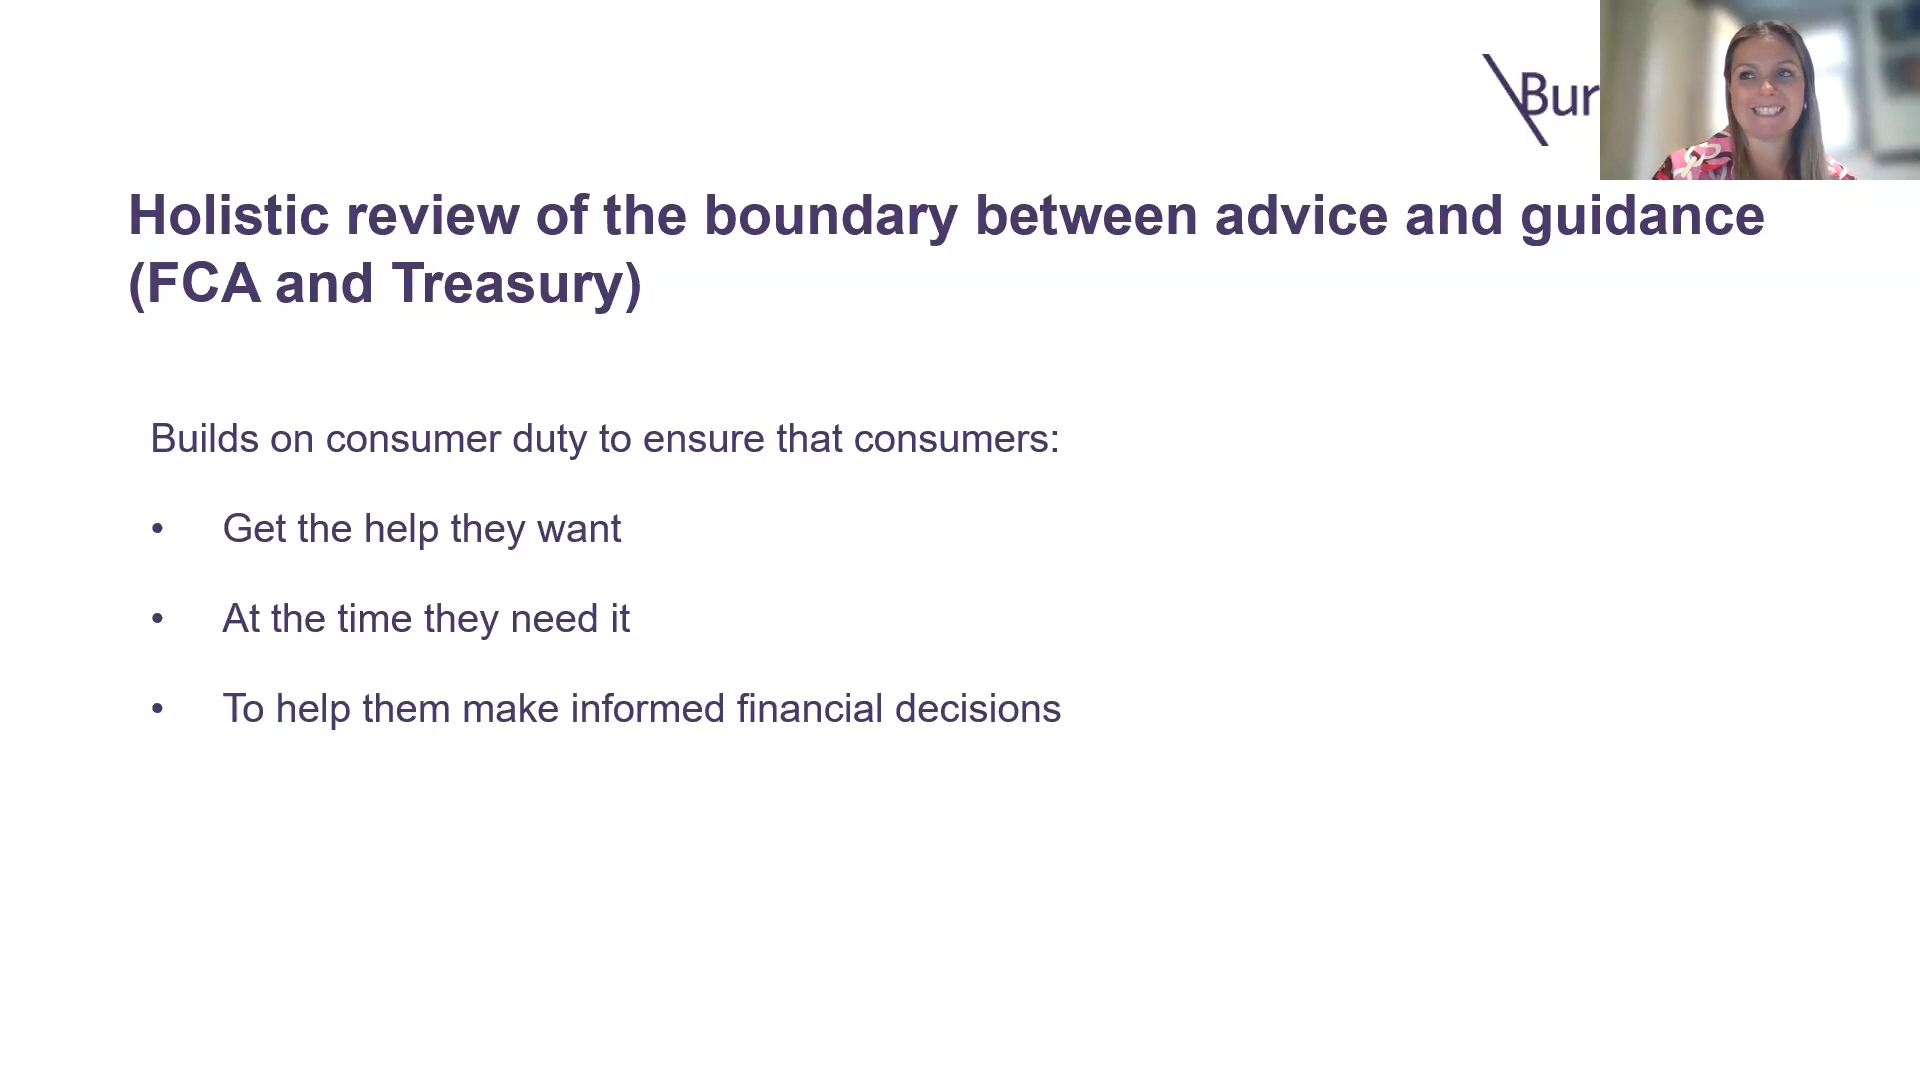 Holistic review of the boundary between advice and guidance
(FCA and Treasury)
Builds on consumer duty to ensure that consumers:
• Get the help they want
• At the time they need it
• To help them make informed financial decisions